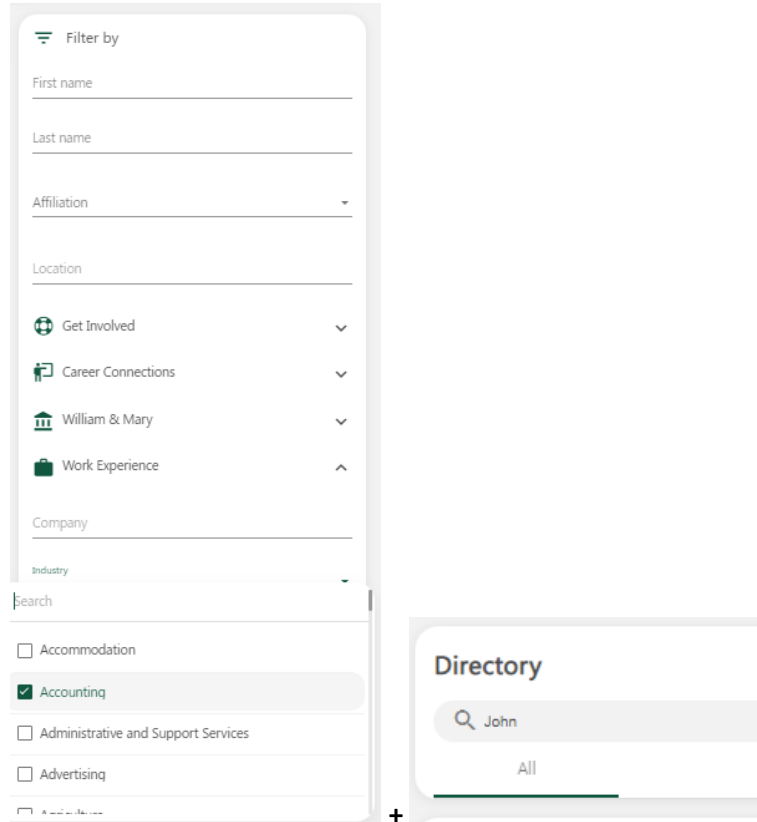 Filter by
First name
Last name
Affiliation
Location
Get Involved
Career Connections
William & Mary
Work Experience
Company
Industry
Search
Accommodation
Accounting
Administrative and Support Services
Advertising
Agriculture
+
Directory
John
All